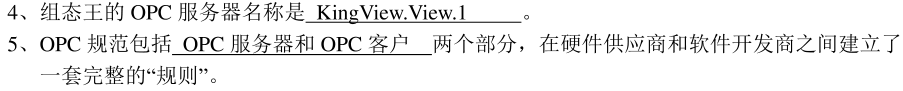 4、组态王的 OPC 服务器名称是 KingView.View.1 。
5、OPC 规范包括 OPC 服务器和 OPC 客户 两个部分，在硬件供应商和软件开发商之间建立了
一套完整的“规则”。